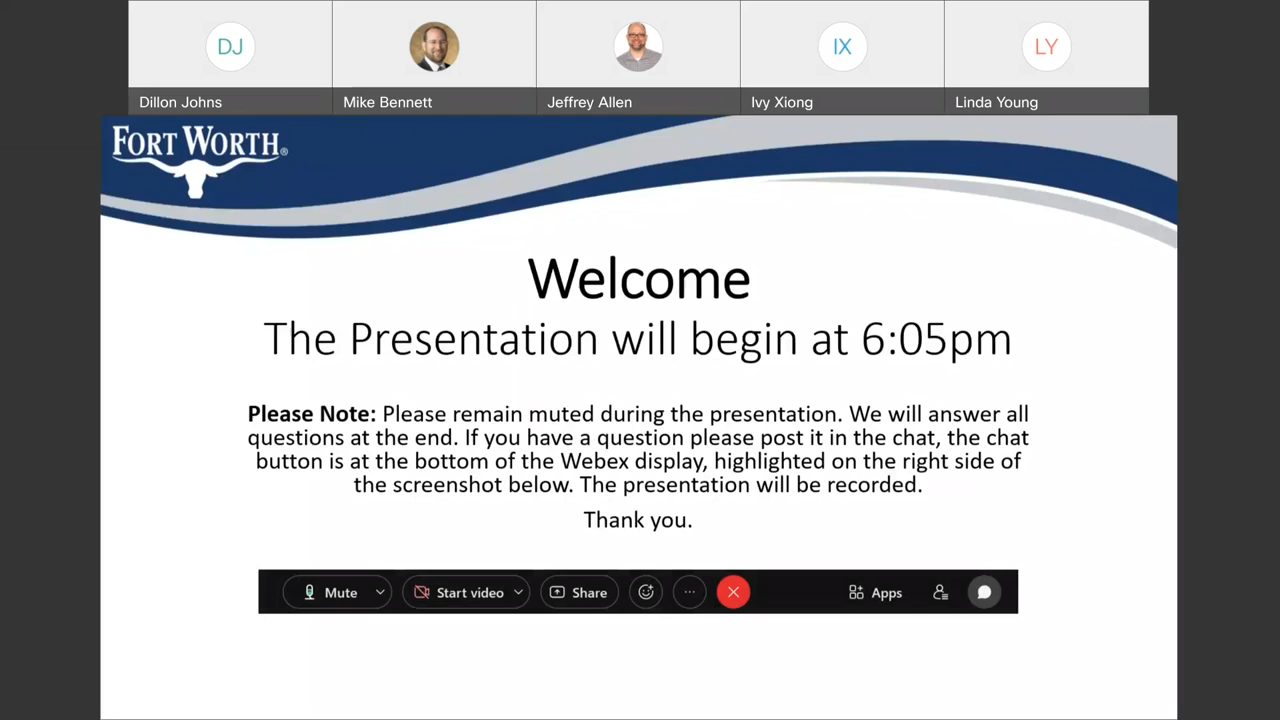 DJ
IX
LY
Dillon Johns
Mike Bennett
Jeffrey Allen
Ivy Xiong
Linda Young
FORT WORTH®
Welcome
The Presentation will begin at 6:05pm
Please Note: Please remain muted during the presentation. We will answer all
questions at the end. If you have a question please post it in the chat, the chat
button is at the bottom of the Webex display, highlighted on the right side of
the screenshot below. The presentation will be recorded.
Thank you.
Mute
Start video
Share
Apps